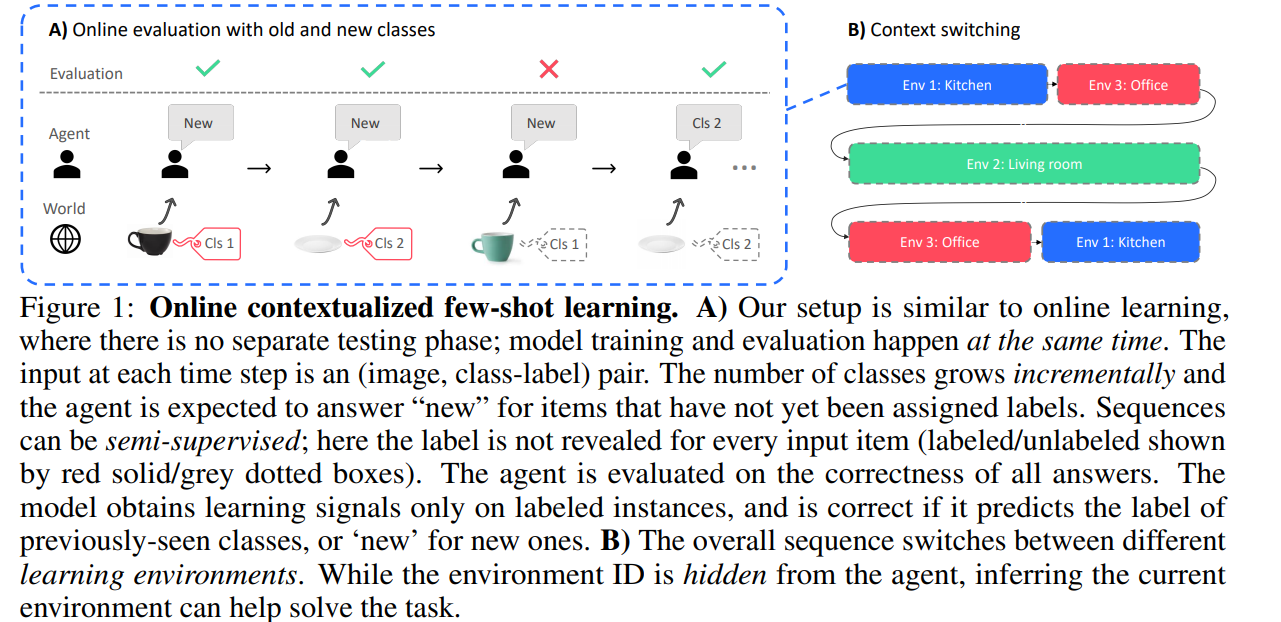 A) Online evaluation with old and new classes
Evaluation
Agent
New
New
New
Cls 2
World
Cls 1
Cls 2
Cls 1
Cls 2
B) Context switching
Env 1: Kitchen
Env 3: Office
Env 2: Living room
Env 3: Office
Env 1: Kitchen
Figure 1: Online contextualized few-shot learning. A) Our setup is similar to online learning,
where there is no separate testing phase; model training and evaluation happen at the same time. The
input at each time step is an (image, class-label) pair. The number of classes grows incrementally and
the agent is expected to answer “new” for items that have not yet been assigned labels. Sequences
can be semi-supervised; here the label is not revealed for every input item (labeled/unlabeled shown
by red solid/grey dotted boxes). The agent is evaluated on the correctness of all answers. The
model obtains learning signals only on labeled instances, and is correct if it predicts the label of
previously-seen classes, or ‘new’ for new ones. B) The overall sequence switches between different
learning environments. While the environment ID is hidden from the agent, inferring the current
environment can help solve the task.